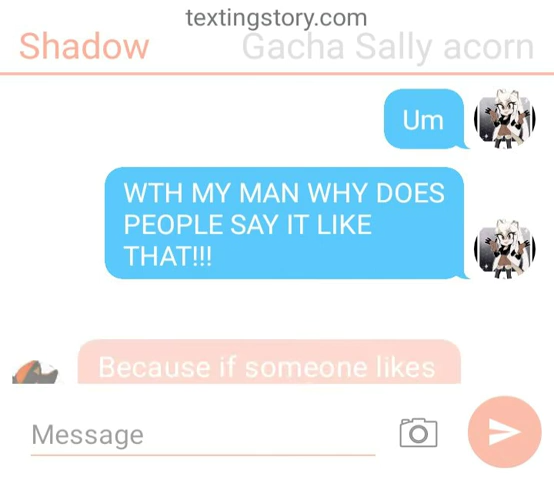 textingstory.com
Shadow
Gacha Sally acorn
Um
WTH MY MAN WHY DOES
PEOPLE SAY IT LIKE
THAT!!!
Because if someone likes
Message